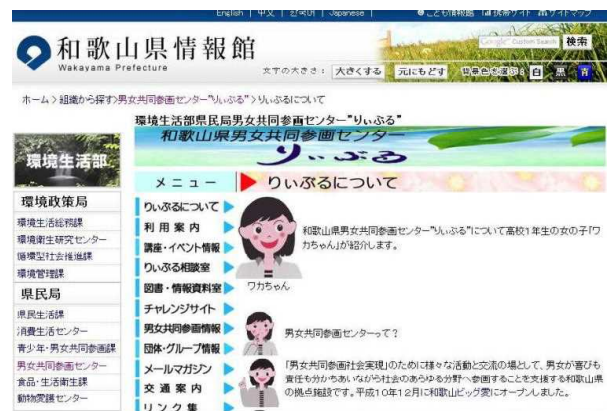 English | 中文 | 한국어 | Japanese | こども情報館 携帯サイト サイトマップ
和歌山県情報館
Wakayama Prefecture
Custom Search 検索
文字の大きさ： 大きくする 元にもどす 背景色を選ぶ： 白 黒 青
ホーム＞組織から探す＞男女共同参画センター"りぃぶる"＞りぃぶるについて
環境生活部県民局男女共同参画センター"りぃぶる"
和歌山県男女共同参画センター
りぃぶる
環境生活部
メニュー
りぃぶるについて
環境政策局
環境生活総務課
環境衛生研究センター
循環型社会推進課
環境管理課
県民局
県民生活課
消費生活センター
青少年・男女共同参画課
男女共同参画センター
食品・生活衛生課
動物愛護センター
りぃぶるについて
利用案内
講座・イベント情報
りぃぶる相談室
図書・情報資料室
チャレンジサイト
男女共同参画情報
団体・グループ情報
メールマガジン
交通案内
リンク集
和歌山県男女共同参画センター"りぃぶる"について高校1年生の女の子「ワ
カちゃん」が紹介します。
ワカちゃん
男女共同参画センターって？
「男女共同参画社会実現」のために様々な活動と交流の場として、男女が喜びも
責任も分かちあいながら社会のあらゆる分野へ参画することを支援する和歌山県
の拠点施設です。平成10年12月に和歌山ビッグ愛にオープンしました。